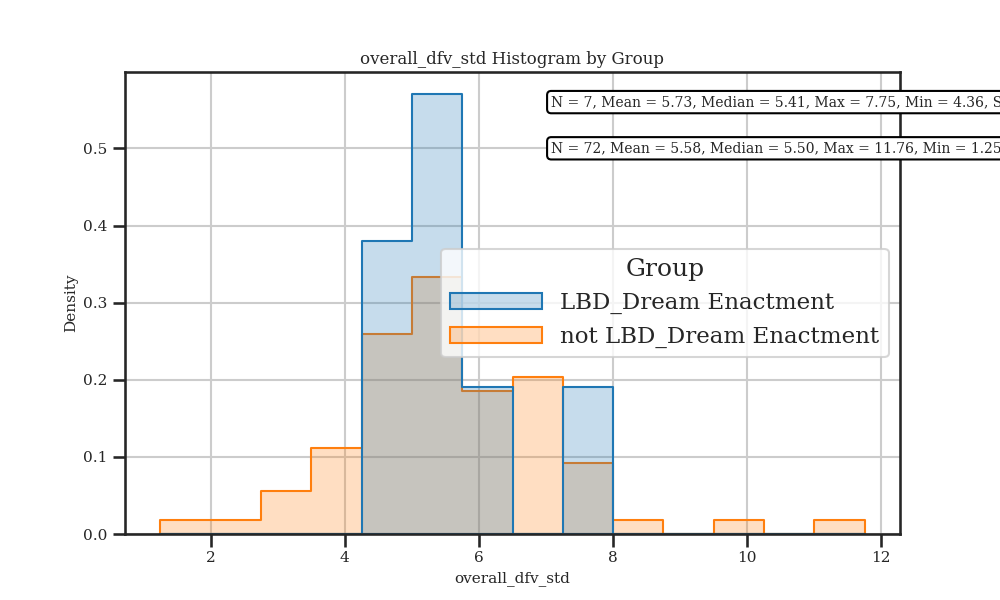 overall_dfv_std Histogram by Group
N = 7, Mean = 5.73, Median = 5.41, Max = 7.75, Min = 4.36, S
N = 72, Mean = 5.58, Median = 5.50, Max = 11.76, Min = 1.25
Density
0.5
0.4
0.3
0.2
0.1
0.0
Group
LBD_Dream Enactment
not LBD_Dream Enactment
2 4 6 8 10 12
overall_dfv_std